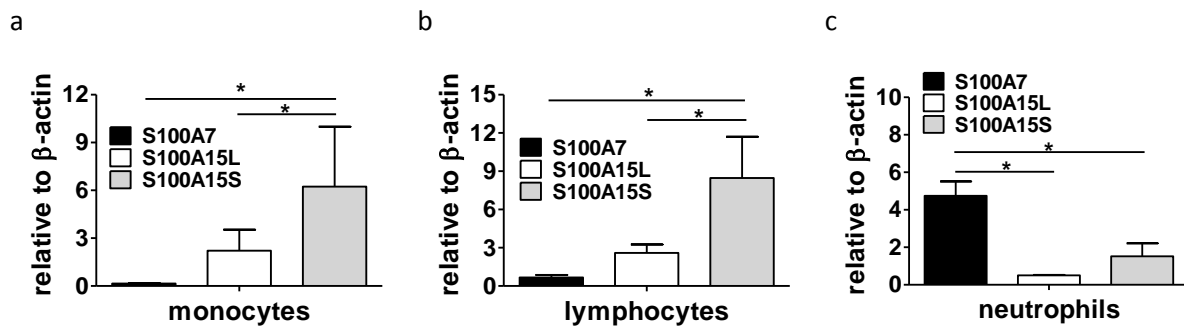 a
relative to β-actin
12
9
6
3
0
S100A7
S100A15L
S100A15S
*
*
monocytes
b
relative to β-actin
15
12
9
6
3
0
S100A7
S100A15L
S100A15S
*
*
lymphocytes
c
relative to β-actin
10
8
6
4
2
0
S100A7
S100A15L
S100A15S
*
*
neutrophils